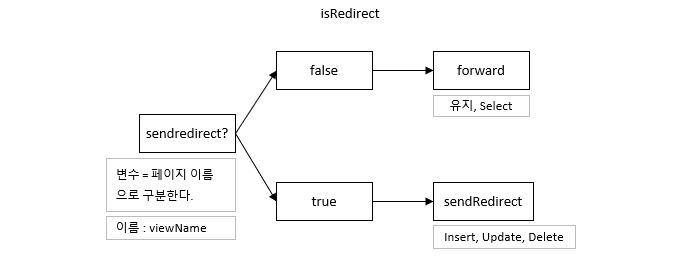 isRedirect
false
forward
유지, Select
sendredirect?
변수 = 페이지 이름
으로 구분한다.
이름 : viewName
true
sendRedirect
Insert, Update, Delete